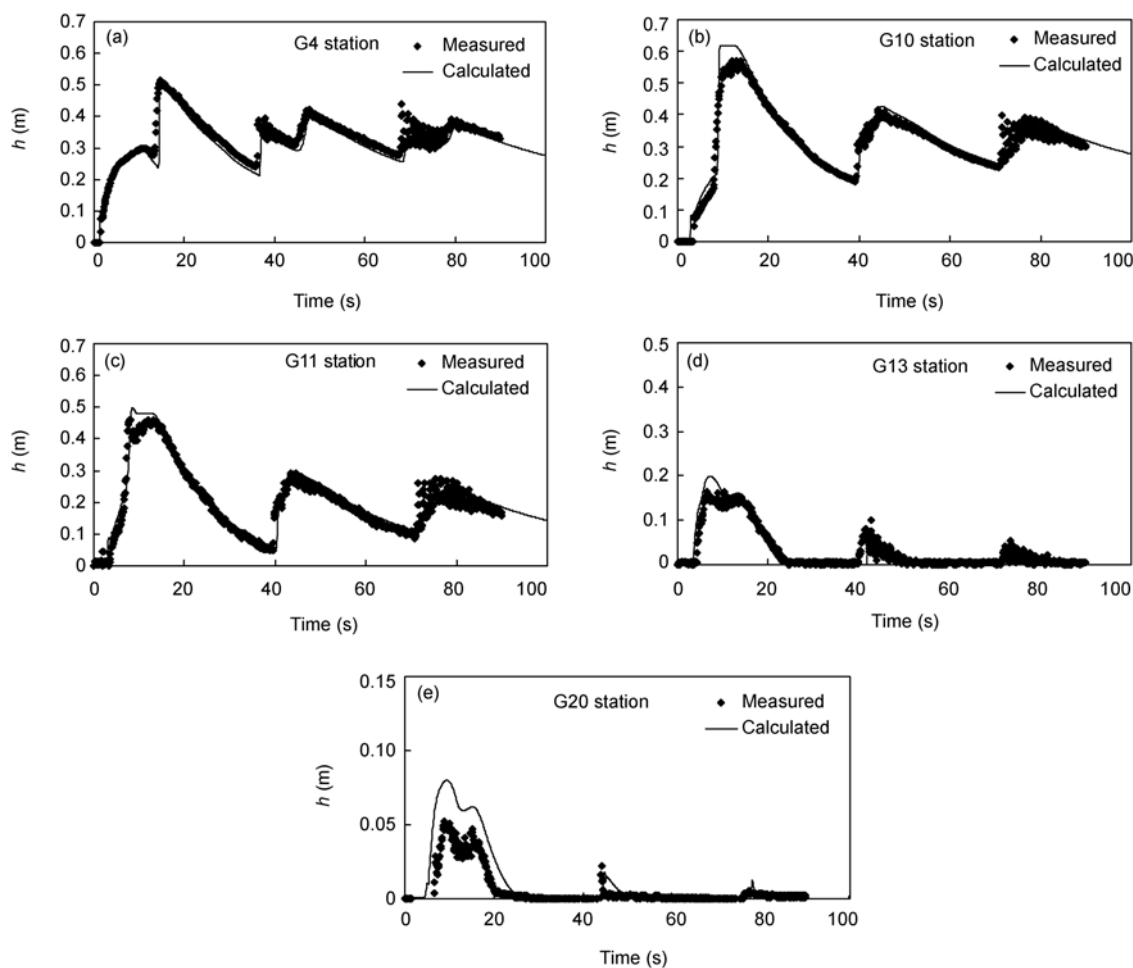 (a)
G4 station
Measured
Calculated
h (m)
0.7
0.6
0.5
0.4
0.3
0.2
0.1
0
0 20 40 60 80 100
Time (s)
(b)
G10 station
Measured
Calculated
h (m)
0.7
0.6
0.5
0.4
0.3
0.2
0.1
0
0 20 40 60 80 100
Time (s)
(c)
G11 station
Measured
Calculated
h (m)
0.7
0.6
0.5
0.4
0.3
0.2
0.1
0
0 20 40 60 80 100
Time (s)
(d)
G13 station
Measured
Calculated
h (m)
0.5
0.4
0.3
0.2
0.1
0
0 20 40 60 80 100
Time (s)
(e)
G20 station
Measured
Calculated
h (m)
0.15
0.10
0.05
0
0 20 40 60 80 100
Time (s)